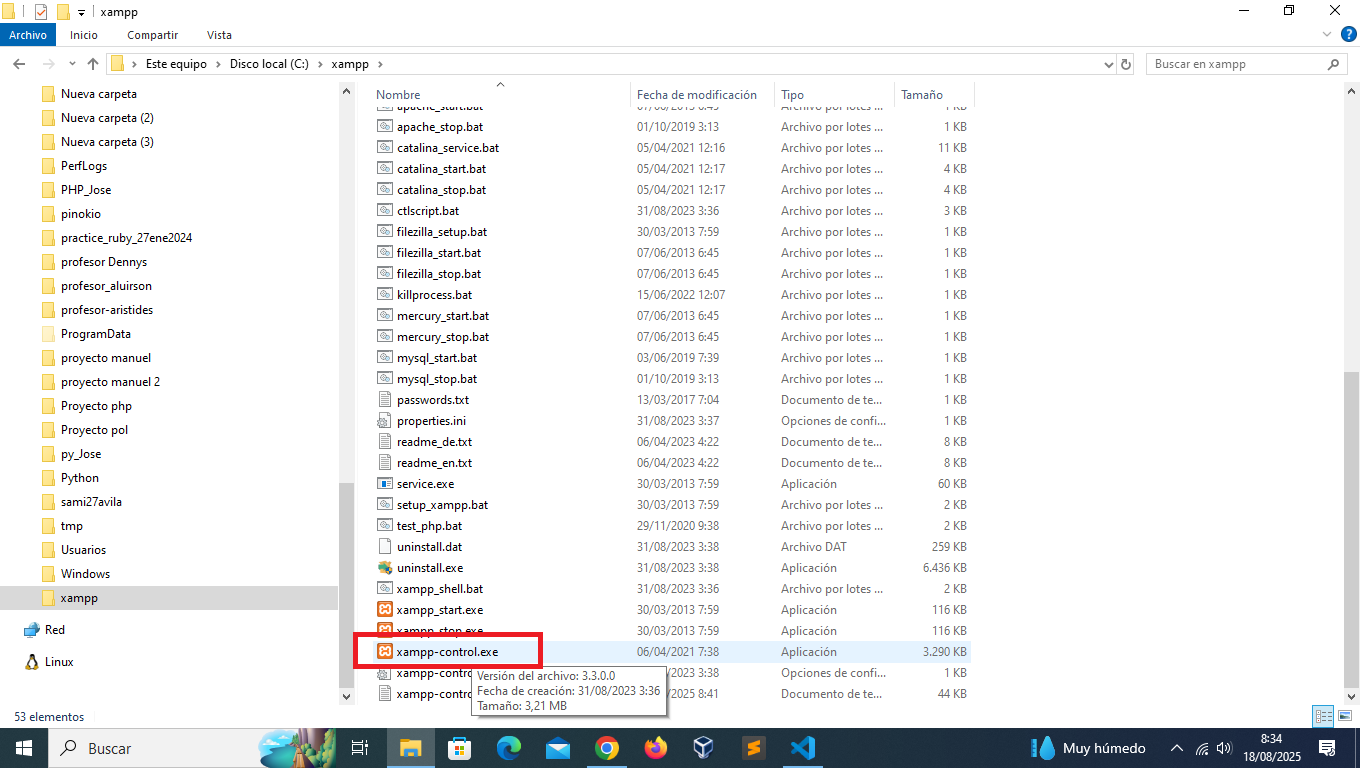 xampp
Archivo Inicio Compartir Vista
Este equipo Disco local (C:) xampp Buscar en xampp
Nueva carpeta
Nueva carpeta (2)
Nueva carpeta (3)
PerfLogs
PHP_Jose
pinokio
practice_ruby_27ene2024
profesor Dennys
profesor_aluirson
profesor-aristides
ProgramData
proyecto manuel
proyecto manuel 2
Proyecto php
Proyecto pol
py_Jose
Python
sami27avila
tmp
Usuarios
Windows
xampp
Red
Linux
Nombre Fecha de modificación Tipo Tamaño
apache_start.bat 07/06/2013 6:45 Archivo por lotes ... 1 KB
apache_stop.bat 01/10/2019 3:13 Archivo por lotes ... 1 KB
catalina_service.bat 05/04/2021 12:16 Archivo por lotes ... 11 KB
catalina_start.bat 05/04/2021 12:17 Archivo por lotes ... 4 KB
catalina_stop.bat 05/04/2021 12:17 Archivo por lotes ... 4 KB
ctlscript.bat 31/08/2023 3:36 Archivo por lotes ... 3 KB
filezilla_setup.bat 30/03/2013 7:59 Archivo por lotes ... 1 KB
filezilla_start.bat 07/06/2013 6:45 Archivo por lotes ... 1 KB
filezilla_stop.bat 07/06/2013 6:45 Archivo por lotes ... 1 KB
killprocess.bat 15/06/2022 12:07 Archivo por lotes ... 1 KB
mercury_start.bat 07/06/2013 6:45 Archivo por lotes ... 1 KB
mercury_stop.bat 07/06/2013 6:45 Archivo por lotes ... 1 KB
mysql_start.bat 03/06/2019 7:39 Archivo por lotes ... 1 KB
mysql_stop.bat 01/10/2019 3:13 Archivo por lotes ... 1 KB
passwords.txt 13/03/2017 7:04 Documento de te... 1 KB
properties.ini 31/08/2023 3:37 Opciones de confi... 1 KB
readme_de.txt 06/04/2023 4:22 Documento de te... 8 KB
readme_en.txt 06/04/2023 4:22 Documento de te... 8 KB
service.exe 30/03/2013 7:59 Aplicación 60 KB
setup_xampp.bat 30/03/2013 7:59 Archivo por lotes ... 2 KB
test_php.bat 29/11/2020 9:38 Archivo por lotes ... 2 KB
uninstall.dat 31/08/2023 3:38 Archivo DAT 259 KB
uninstall.exe 31/08/2023 3:38 Aplicación 6.436 KB
xampp_shell.bat 31/08/2023 3:36 Archivo por lotes ... 2 KB
xampp_start.exe 30/03/2013 7:59 Aplicación 116 KB
xampp_stop.exe 30/03/2013 7:59 Aplicación 116 KB
xampp-control.exe 06/04/2021 7:38 Aplicación 3.290 KB
xampp-contro /2023 3:38 Opciones de confi... 1 KB
xampp-contro /2025 8:41 Documento de te... 44 KB
Versión del archivo: 3.3.0.0
Fecha de creación: 31/08/2023 3:36
Tamaño: 3,21 MB
53 elementos
Buscar
Muy húmedo
8:34
18/08/2025